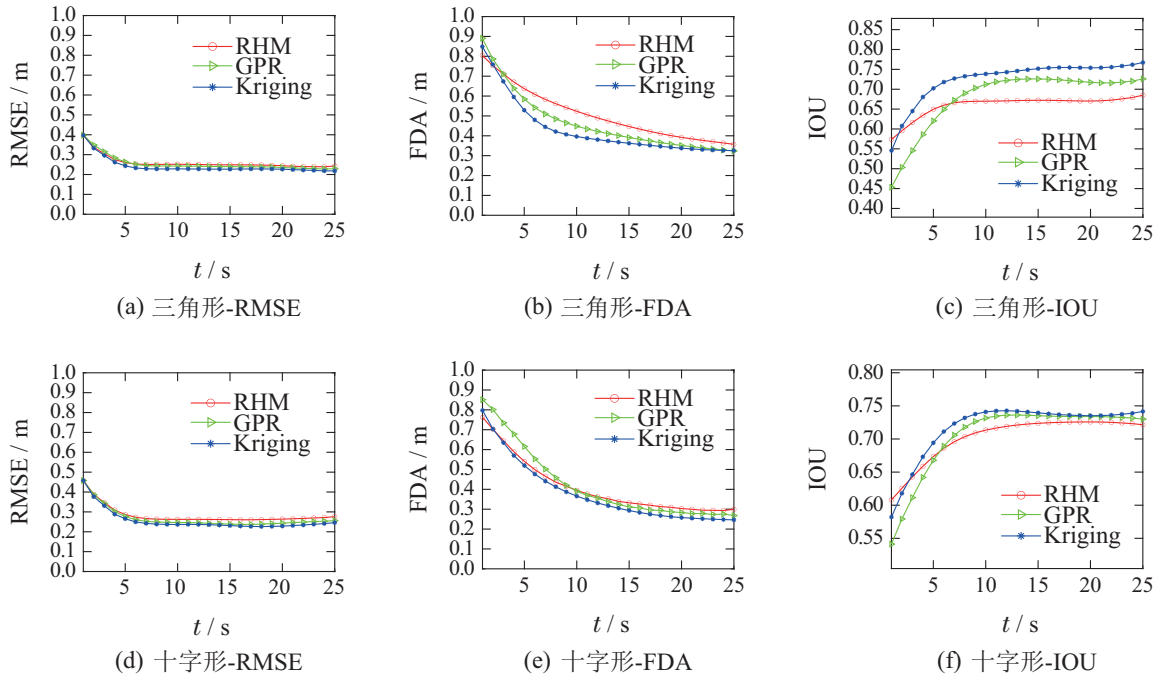 1.0
0.9
0.8
0.7
0.6
0.5
0.4
0.3
0.2
0.1
0.0
RMSE / m
RHM
GPR
Kriging
5 10 15 20 25
t / s
(a) 三角形-RMSE
1.0
0.9
0.8
0.7
0.6
0.5
0.4
0.3
0.2
0.1
0.0
FDA / m
RHM
GPR
Kriging
5 10 15 20 25
t / s
(b) 三角形-FDA
0.85
0.80
0.75
0.70
0.65
0.60
0.55
0.50
0.45
0.40
IOU
RHM
GPR
Kriging
5 10 15 20 25
t / s
(c) 三角形-IOU
1.0
0.9
0.8
0.7
0.6
0.5
0.4
0.3
0.2
0.1
0.0
RMSE / m
RHM
GPR
Kriging
5 10 15 20 25
t / s
(d) 十字形-RMSE
1.0
0.9
0.8
0.7
0.6
0.5
0.4
0.3
0.2
0.1
0.0
FDA / m
RHM
GPR
Kriging
5 10 15 20 25
t / s
(e) 十字形-FDA
0.80
0.75
0.70
0.65
0.60
0.55
IOU
RHM
GPR
Kriging
5 10 15 20 25
t / s
(f) 十字形-IOU